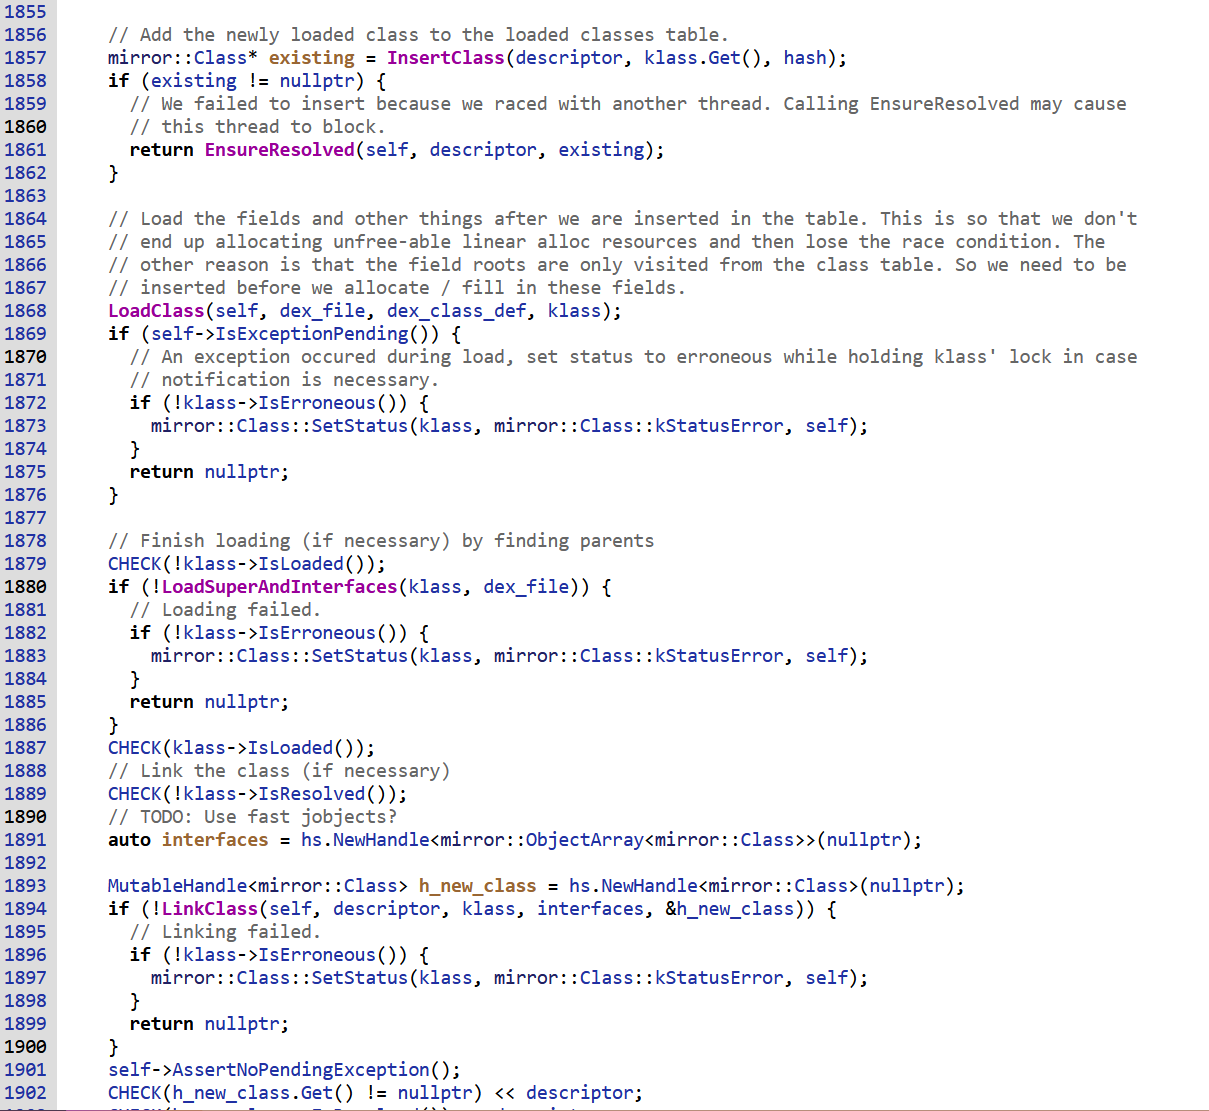 1855
1856 // Add the newly loaded class to the loaded classes table.
1857 mirror::Class* existing = InsertClass(descriptor, klass.Get(), hash);
1858 if (existing != nullptr) {
1859 // We failed to insert because we raced with another thread. Calling EnsureResolved may cause
1860 // this thread to block.
1861 return EnsureResolved(self, descriptor, existing);
1862 }
1863
1864 // Load the fields and other things after we are inserted in the table. This is so that we don't
1865 // end up allocating unfree-able linear alloc resources and then lose the race condition. The
1866 // other reason is that the field roots are only visited from the class table. So we need to be
1867 // inserted before we allocate / fill in these fields.
1868 LoadClass(self, dex_file, dex_class_def, klass);
1869 if (self->IsExceptionPending()) {
1870 // An exception occured during load, set status to erroneous while holding klass' lock in case
1871 // notification is necessary.
1872 if (!klass->IsErroneous()) {
1873 mirror::Class::SetStatus(klass, mirror::Class::kStatusError, self);
1874 }
1875 return nullptr;
1876 }
1877
1878 // Finish loading (if necessary) by finding parents
1879 CHECK(!klass->IsLoaded());
1880 if (!LoadSuperAndInterfaces(klass, dex_file)) {
1881 // Loading failed.
1882 if (!klass->IsErroneous()) {
1883 mirror::Class::SetStatus(klass, mirror::Class::kStatusError, self);
1884 }
1885 return nullptr;
1886 }
1887 CHECK(klass->IsLoaded());
1888 // Link the class (if necessary)
1889 CHECK(!klass->IsResolved());
1890 // TODO: Use fast jobjects?
1891 auto interfaces = hs.NewHandle<mirror::ObjectArray<mirror::Class>>(nullptr);
1892
1893 MutableHandle<mirror::Class> h_new_class = hs.NewHandle<mirror::Class>(nullptr);
1894 if (!LinkClass(self, descriptor, klass, interfaces, &h_new_class)) {
1895 // Linking failed.
1896 if (!klass->IsErroneous()) {
1897 mirror::Class::SetStatus(klass, mirror::Class::kStatusError, self);
1898 }
1899 return nullptr;
1900 }
1901 self->AssertNoPendingException();
1902 CHECK(h_new_class.Get() != nullptr) << descriptor;